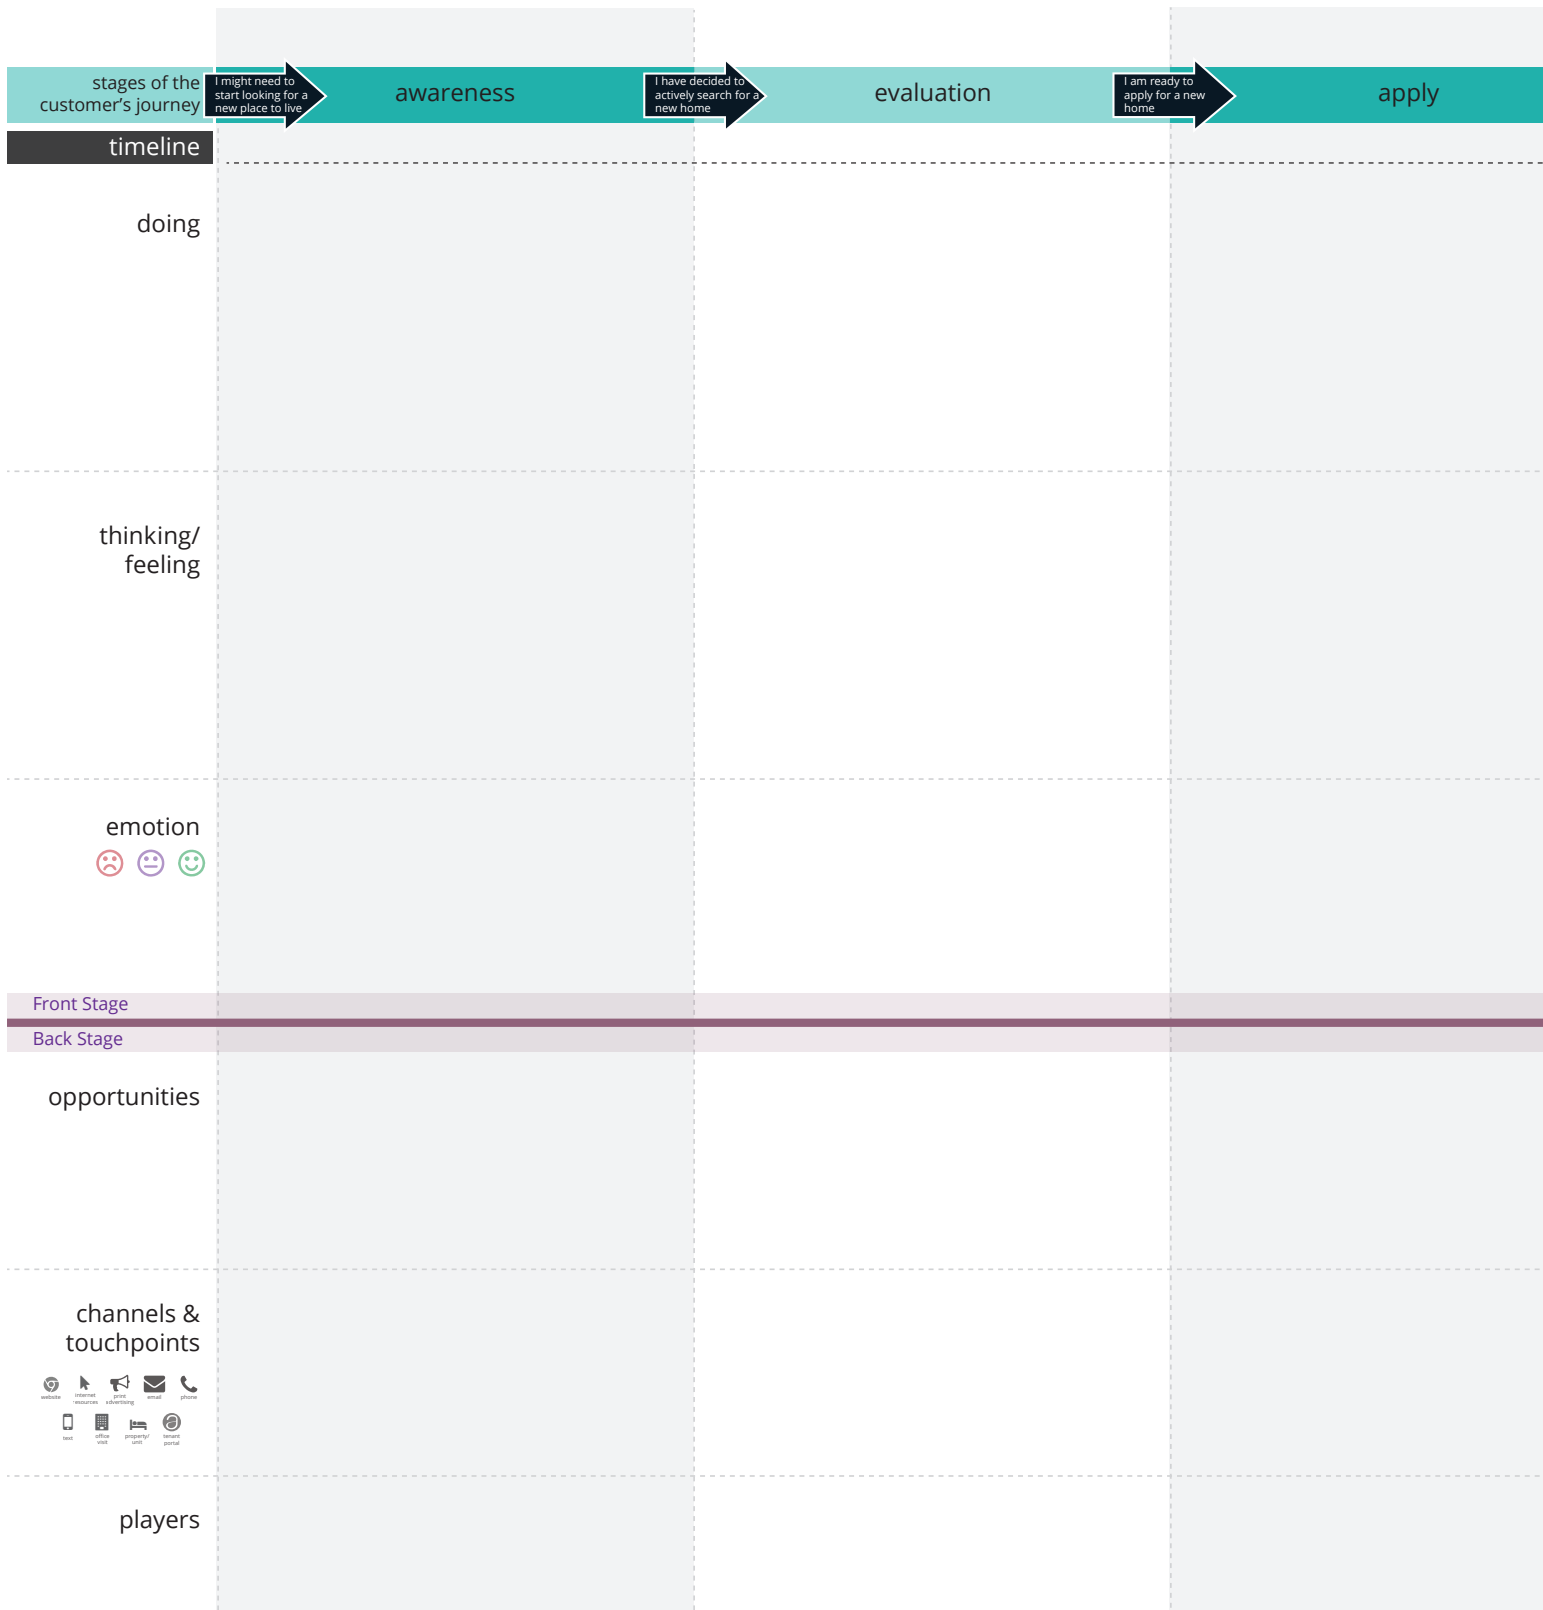 stages of the
customer's journey
I might need to
start looking for a
new place to live
awareness
I have decided to
actively search for a
new home
evaluation
I am ready to
apply for a new
home
apply
timeline
doing
thinking/
feeling
emotion
Front Stage
Back Stage
opportunities
channels &
touchpoints
website
internet
resources
print
advertising
email
phone
text
office
visit
property/
unit
tenant
portal
players